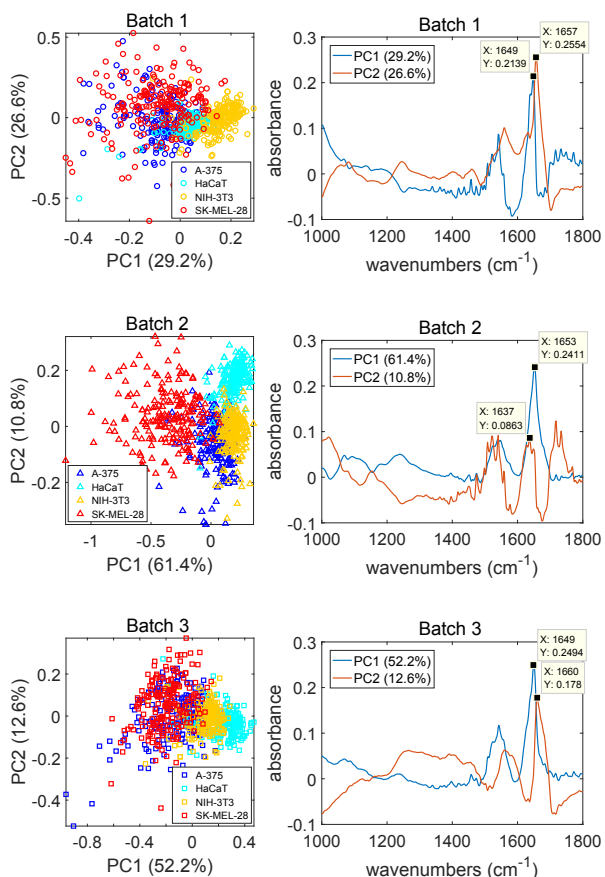 Batch 1
0.5
0
-0.5
-0.4
-0.2
0
0.2
PC2 (26.6%)
PC1 (29.2%)
A-375
HaCaT
NIH-3T3
SK-MEL-28
Batch 1
0.3
0.2
0.1
0
-0.1
1000
1200
1400
1600
1800
absorbance
wavenumbers (cm-1)
PC1 (29.2%)
PC2 (26.6%)
X: 1649
Y: 0.2139
X: 1657
Y: 0.2554
Batch 2
0.2
0
-0.2
-1
-0.5
0
PC2 (10.8%)
PC1 (61.4%)
A-375
HaCaT
NIH-3T3
SK-MEL-28
Batch 2
0.3
0.2
0.1
0
-0.1
1000
1200
1400
1600
1800
absorbance
wavenumbers (cm-1)
PC1 (61.4%)
PC2 (10.8%)
X: 1637
Y: 0.0863
X: 1653
Y: 0.2411
Batch 3
0.2
0
-0.2
-0.4
-0.8
-0.4
0
0.4
PC2 (12.6%)
PC1 (52.2%)
A-375
HaCaT
NIH-3T3
SK-MEL-28
Batch 3
0.3
0.2
0.1
0
-0.1
1000
1200
1400
1600
1800
absorbance
wavenumbers (cm-1)
PC1 (52.2%)
PC2 (12.6%)
X: 1649
Y: 0.2494
X: 1660
Y: 0.178